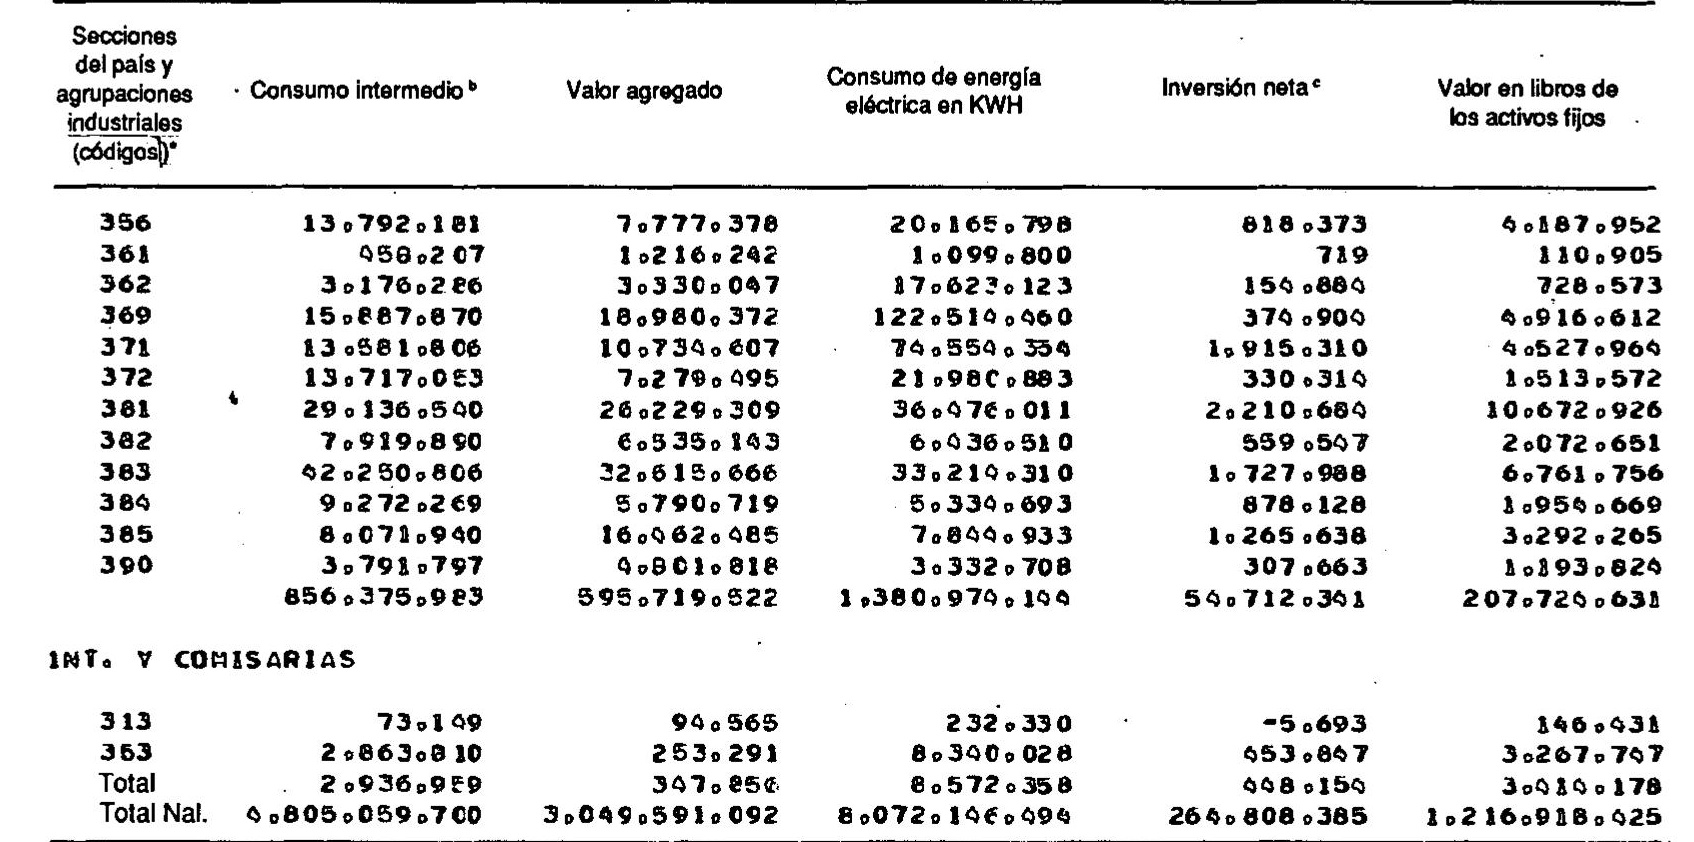 Secciones
del país y
agrupaciones
industriales
(códigos)ª
Consumo intermedio ᵇ
Valor agregado
Consumo de energía
eléctrica en KWH
Inversión neta ᶜ
Valor en libros de
los activos fijos
356 13.792.181 7.777.378 20.165.798 818.373 4.187.952
361 458.207 1.216.242 1.099.800 719 110.905
362 3.176.286 3.330.047 17.623.123 154.884 728.573
369 15.887.870 18.980.372 122.514.460 374.904 4.916.612
371 13.581.806 10.734.607 74.554.354 1.915.310 4.527.964
372 13.717.053 7.279.495 21.980.883 330.314 1.513.572
381 29.136.540 26.229.309 36.476.011 2.210.684 10.672.926
382 7.919.890 6.535.143 6.436.510 559.547 2.072.651
383 42.250.806 32.615.666 33.214.310 1.727.988 6.761.756
384 9.272.269 5.790.719 5.334.693 878.128 1.954.669
385 8.071.940 16.462.485 7.844.933 1.265.638 3.292.265
390 3.791.797 4.801.818 3.332.708 307.663 1.193.824
856.375.983 595.719.522 1.380.974.144 54.712.341 207.724.631
INT. Y COMISARIAS
313 73.149 94.565 232.330 -5.693 146.431
353 2.863.810 253.291 8.340.028 453.847 3.267.747
Total 2.936.959 347.856 8.572.358 448.154 3.414.178
Total Nal. 4.805.059.700 3.049.591.092 8.072.146.494 264.808.385 1.216.918.425